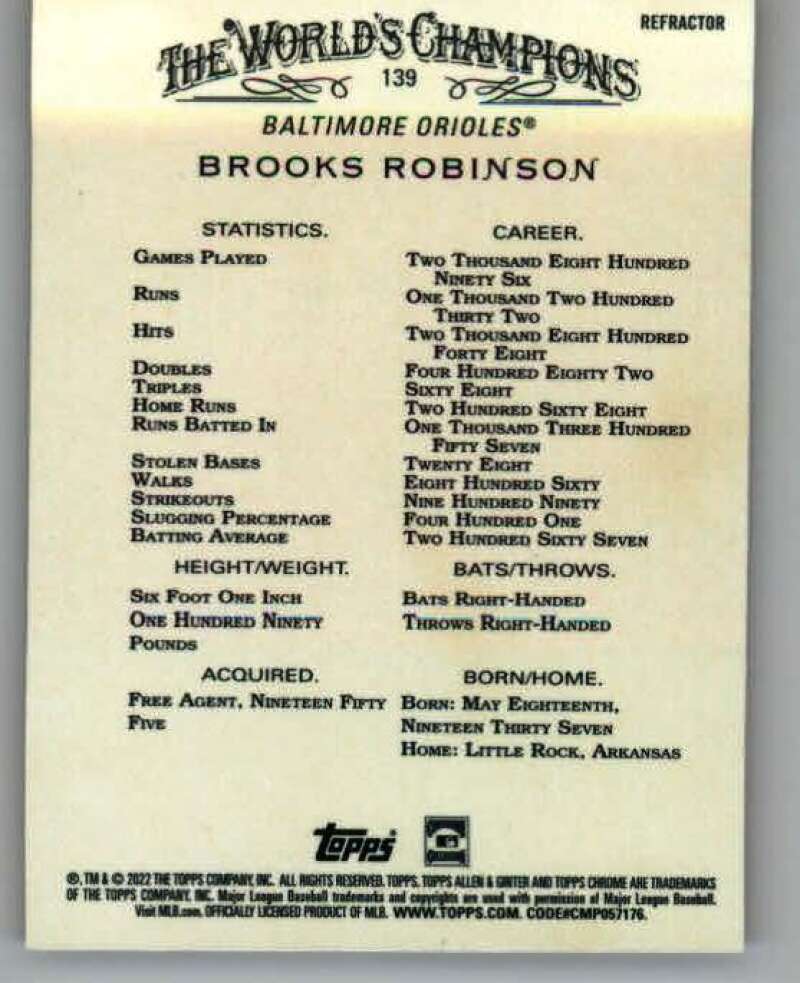 REFRACTOR
THE WORLD'S CHAMPIONS
139
BALTIMORE ORIOLES®
BROOKS ROBINSON
STATISTICS. CAREER.
GAMES PLAYED TWO THOUSAND EIGHT HUNDRED
NINETY SIX
RUNS ONE THOUSAND TWO HUNDRED
THIRTY TWO
HITS TWO THOUSAND EIGHT HUNDRED
FORTY EIGHT
DOUBLES FOUR HUNDRED EIGHTY TWO
TRIPLES SIXTY EIGHT
HOME RUNS TWO HUNDRED SIXTY EIGHT
RUNS BATTED IN ONE THOUSAND THREE HUNDRED
FIFTY SEVEN
STOLEN BASES TWENTY EIGHT
WALKS EIGHT HUNDRED SIXTY
STRIKEOUTS NINE HUNDRED NINETY
SLUGGING PERCENTAGE FOUR HUNDRED ONE
BATTING AVERAGE TWO HUNDRED SIXTY SEVEN
HEIGHT/WEIGHT. BATS/THROWS.
SIX FOOT ONE INCH BATS RIGHT-HANDED
ONE HUNDRED NINETY THROWS RIGHT-HANDED
POUNDS
ACQUIRED. BORN/HOME.
FREE AGENT, NINETEEN FIFTY BORN: MAY EIGHTEENTH,
FIVE NINETEEN THIRTY SEVEN
HOME: LITTLE ROCK, ARKANSAS
topps
®, TM & © 2022 THE TOPPS COMPANY, INC. ALL RIGHTS RESERVED. TOPPS, TOPPS ALLEN & GINTER AND TOPPS CHROME ARE TRADEMARKS
OF THE TOPPS COMPANY, INC. Major League Baseball trademarks and copyrights are used with permission of Major League Baseball.
Visit MLB.com. OFFICIALLY LICENSED PRODUCT OF MLB. WWW.TOPPS.COM. CODE#CMP057176.